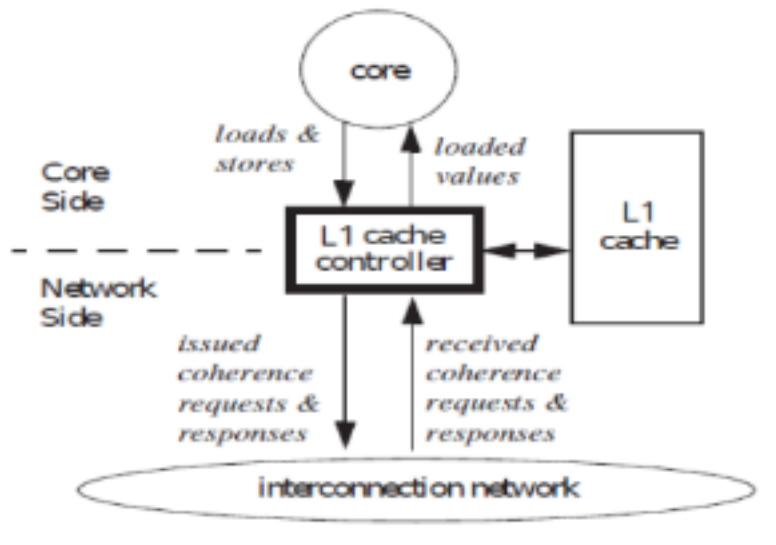 core
loads &
stores
loaded
values
Core
Side
L1
cache
L1 cache
controller
Network
Side
issued
coherence
requests &
responses
received
coherence
requests &
responses
interconnection network